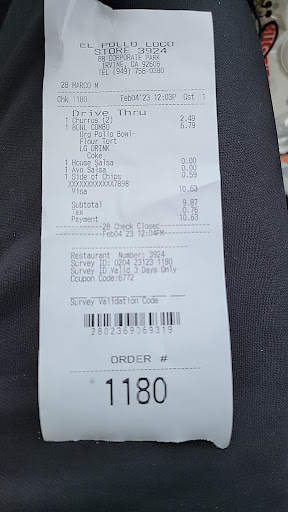 EL POLLO LOCO
STORE 3924
8B CORPORATE PARK
IRVINE, CA 92606
TEL (949) 756-0380
28 MARCO M
Chk 1180 Feb04'23 12:03P Gst 1
Drive Thru
1 Churros (2) 2.49
1 BOWL COMBO 6.79
Org Pollo Bowl-
Flour Tort
LG DRINK
Coke
1 House Salsa 0.00
1 Avo Salsa 0.00
1 Side of Chips 0.59
XXXXXXXXXXXX7898
Visa 10.63
Subtotal 9.87
Tax 0.76
Payment 10.63
28 Check Closed
Feb04'23 12:04PM
Restaurant Number: 3924
Survey ID: 0204 23123 1180
Survey ID Valid 3 Days Only
Coupon Code:6772
Survey Validation Code
2502369069319
ORDER #
1180